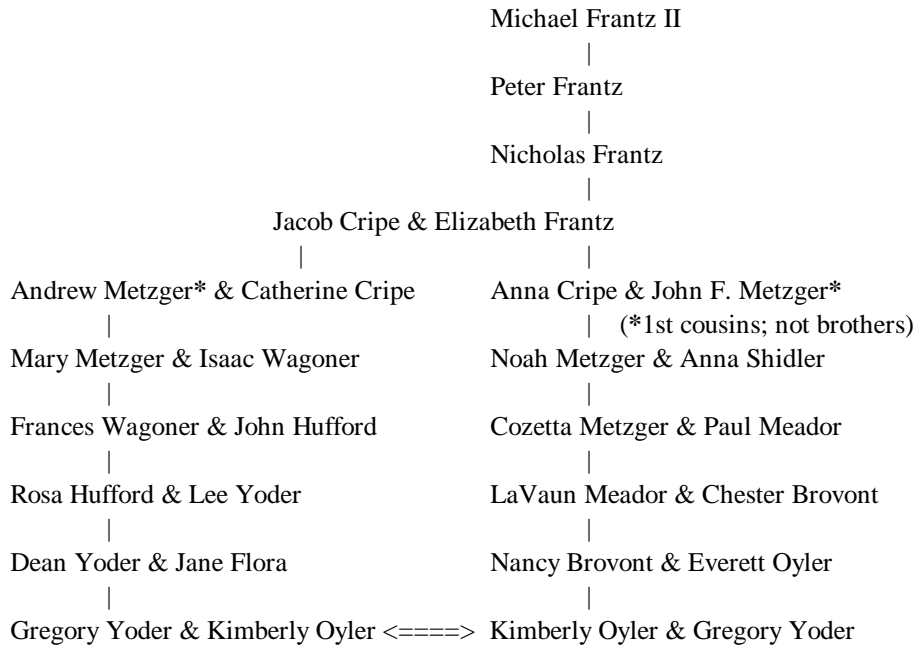 Michael Frantz II
|
Peter Frantz
|
Nicholas Frantz
|
Jacob Cripe & Elizabeth Frantz
| |
Andrew Metzger* & Catherine Cripe Anna Cripe & John F. Metzger*
| | (*1st cousins; not brothers)
Mary Metzger & Isaac Wagoner Noah Metzger & Anna Shidler
| |
Frances Wagoner & John Hufford Cozetta Metzger & Paul Meador
| |
Rosa Hufford & Lee Yoder LaVaun Meador & Chester Brovont
| |
Dean Yoder & Jane Flora Nancy Brovont & Everett Oyler
| |
Gregory Yoder & Kimberly Oyler <====> Kimberly Oyler & Gregory Yoder